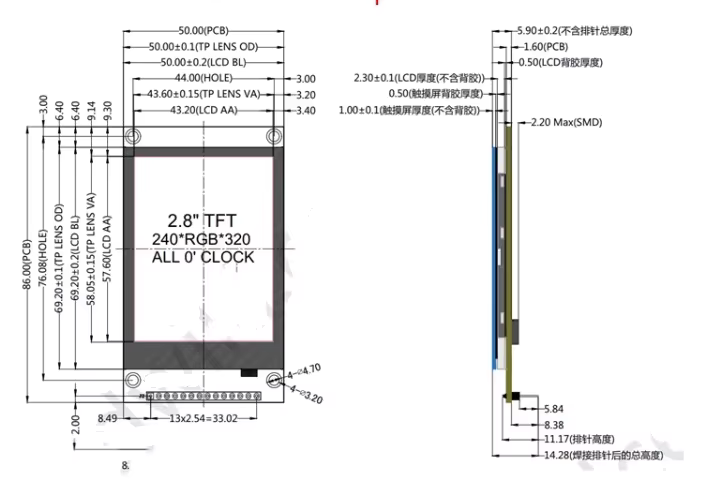 50.00(PCB)
50.00±0.1(TP LENS OD)
50.00±0.2(LCD BL)
44.00(HOLE)
3.00
43.60±0.15(TP LENS VA)
3.20
43.20(LCD AA)
3.40
3.00
6.40
6.40
9.14
9.30
86.00(PCB)
76.08(HOLE)
69.20±0.1(TP LENS OD)
69.20±0.2(LCD BL)
58.05±0.15(TP LENS VA)
57.60(LCD AA)
2.8" TFT
240*RGB*320
ALL 0' CLOCK
4-⌀4.70
4-⌀3.20
8.49
13x2.54=33.02
2.00
8.
5.90±0.2(不含排针总厚度)
1.60(PCB)
0.50(LCD背胶厚度)
2.30±0.1(LCD厚度(不含背胶))
0.50(触摸屏背胶厚度)
1.00±0.1(触摸屏厚度(不含背胶))
2.20 Max(SMD)
5.84
8.38
11.17(排针高度)
14.28(焊接排针后的总高度)